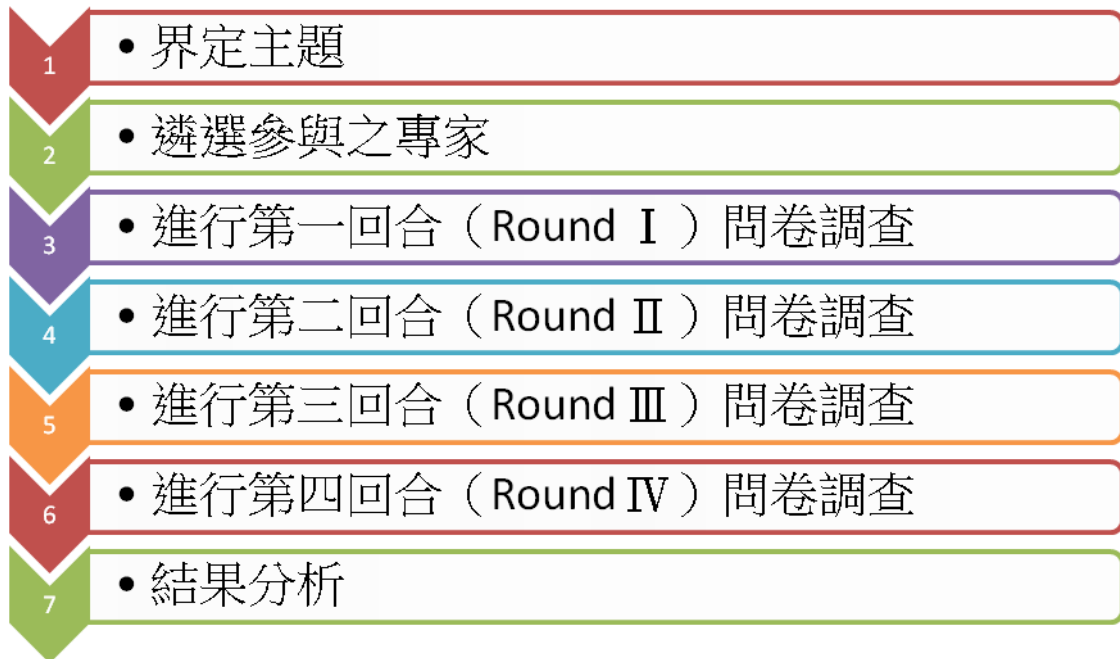 1 • 界定主題
2 • 遴選參與之專家
3 • 進行第一回合（Round Ⅰ）問卷調查
4 • 進行第二回合（Round Ⅱ）問卷調查
5 • 進行第三回合（Round Ⅲ）問卷調查
6 • 進行第四回合（Round Ⅳ）問卷調查
7 • 結果分析